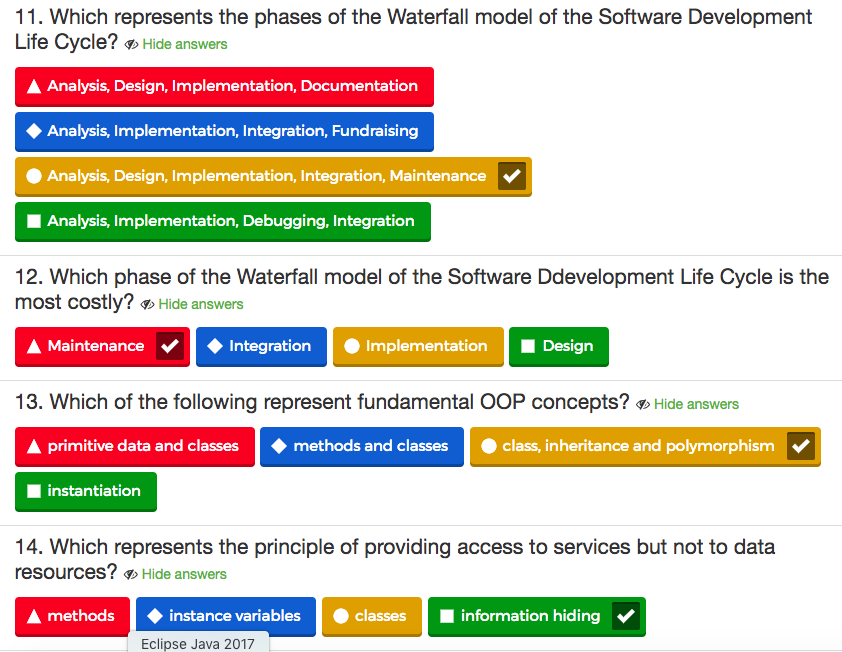 11. Which represents the phases of the Waterfall model of the Software Development
Life Cycle? Hide answers
Analysis, Design, Implementation, Documentation
Analysis, Implementation, Integration, Fundraising
Analysis, Design, Implementation, Integration, Maintenance
Analysis, Implementation, Debugging, Integration
12. Which phase of the Waterfall model of the Software Ddevelopment Life Cycle is the
most costly? Hide answers
Maintenance Integration Implementation Design
13. Which of the following represent fundamental OOP concepts? Hide answers
primitive data and classes methods and classes class, inheritance and polymorphism
instantiation
14. Which represents the principle of providing access to services but not to data
resources? Hide answers
methods instance variables classes information hiding
Eclipse Java 2017